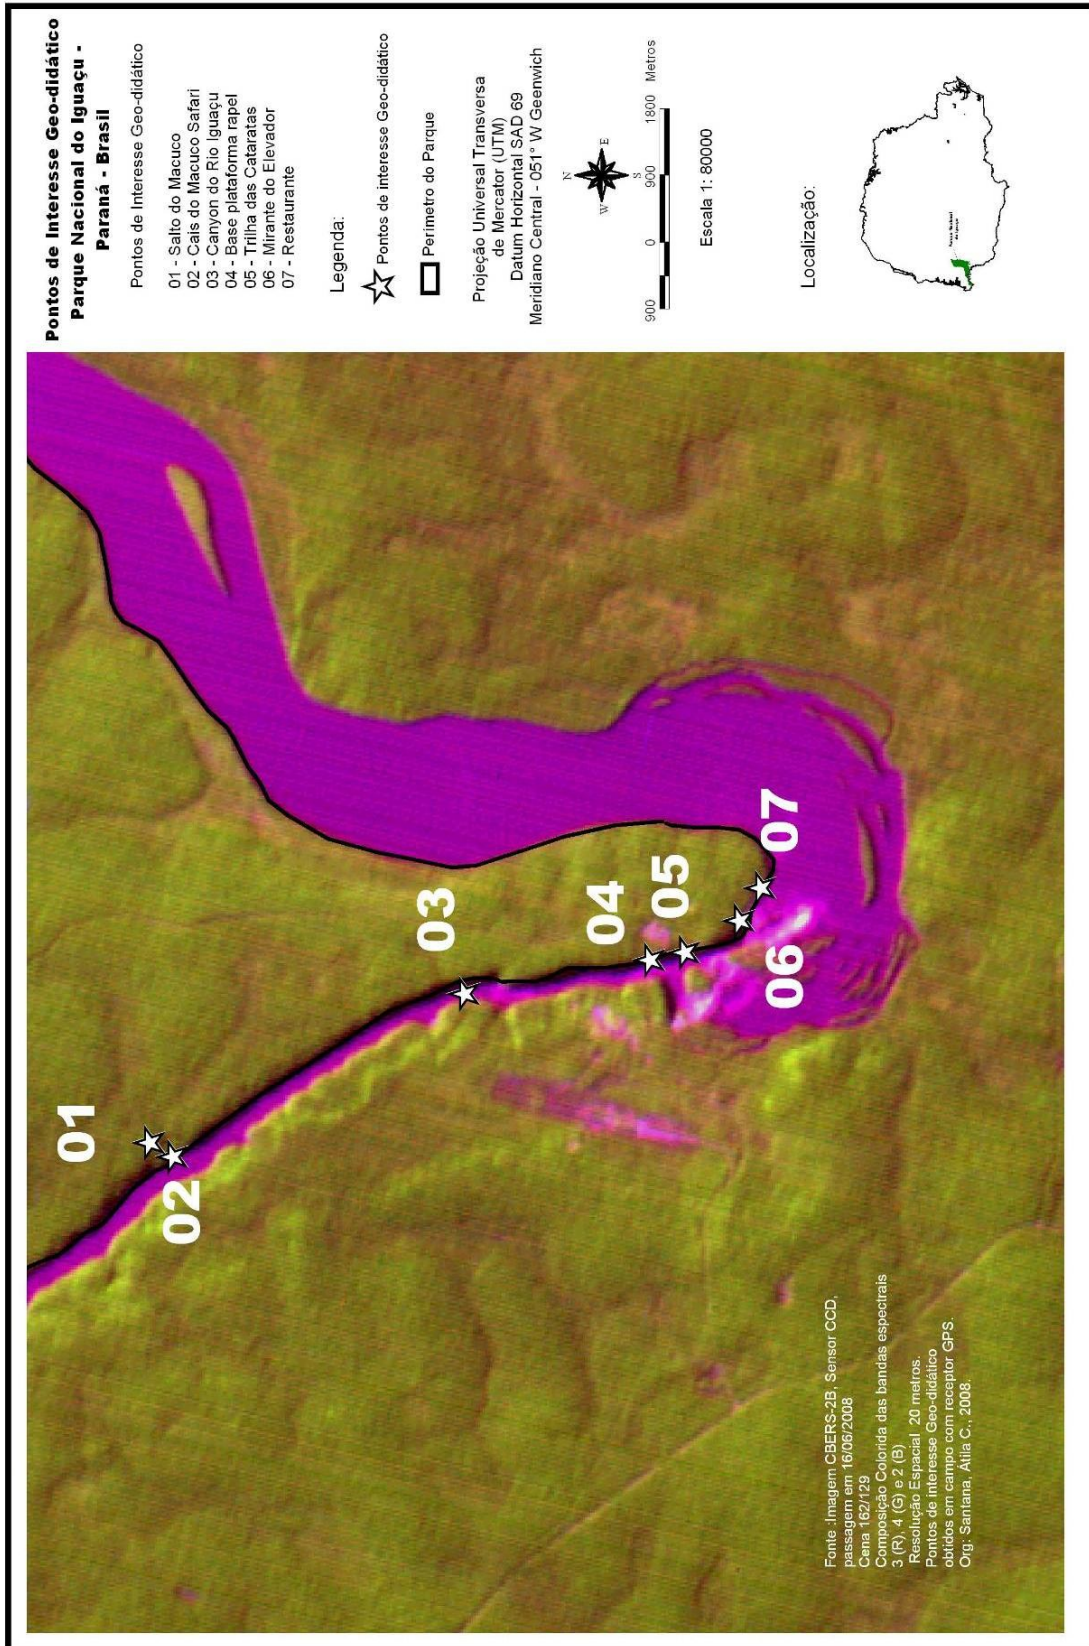 Pontos de Interesse Geo-didático
Parque Nacional do Iguaçu -
Paraná - Brasil
Pontos de Interesse Geo-didático
01 - Salto do Macuco
02 - Cais do Macuco Safari
03 - Canyon do Rio Iguaçu
04 - Base plataforma rapel
05 - Trilha das Cataratas
06 - Mirante do Elevador
07 - Restaurante
Legenda:
Pontos de interesse Geo-didático
Perimetro do Parque
Projeção Universal Transversa
de Mercator (UTM)
Datum Horizontal SAD 69
Meridiano Central - 051° W Geenwich
N
W E
S
900 0 900 1800 Metros
Escala 1: 80000
Localização:
Parque Nacional
do Iguaçu
01
02
03
04
05
06
07
Fonte :Imagem CBERS-2B, Sensor CCD,
passagem em 16/06/2008
Cena 162/129
Composição Colorida das bandas espectrais
3 (R), 4 (G) e 2 (B)
Resolução Espacial 20 metros.
Pontos de interesse Geo-didático
obtidos em campo com receptor GPS.
Org: Santana, Átila C., 2008.